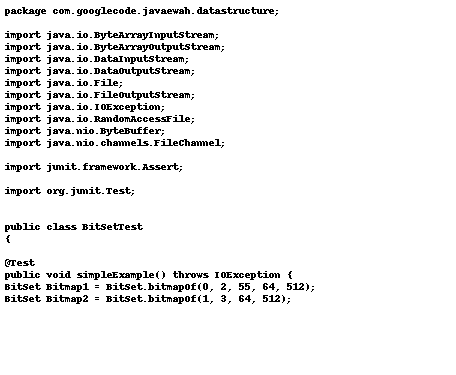 package com.googlecode.javaewah.datastructure;
import java.io.ByteArrayInputStream;
import java.io.ByteArrayOutputStream;
import java.io.DataInputStream;
import java.io.DataOutputStream;
import java.io.File;
import java.io.FileOutputStream;
import java.io.IOException;
import java.io.RandomAccessFile;
import java.nio.ByteBuffer;
import java.nio.channels.FileChannel;
import junit.framework.Assert;
import org.junit.Test;
public class BitSetTest
{
@Test
public void simpleExample() throws IOException {
BitSet Bitmap1 = BitSet.bitmapOf(0, 2, 55, 64, 512);
BitSet Bitmap2 = BitSet.bitmapOf(1, 3, 64, 512);